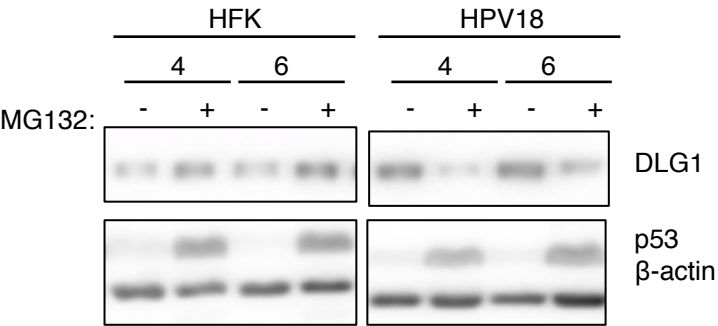 HFK HPV18
4 6 4 6
MG132: - + - + - + - +
DLG1
p53
β-actin